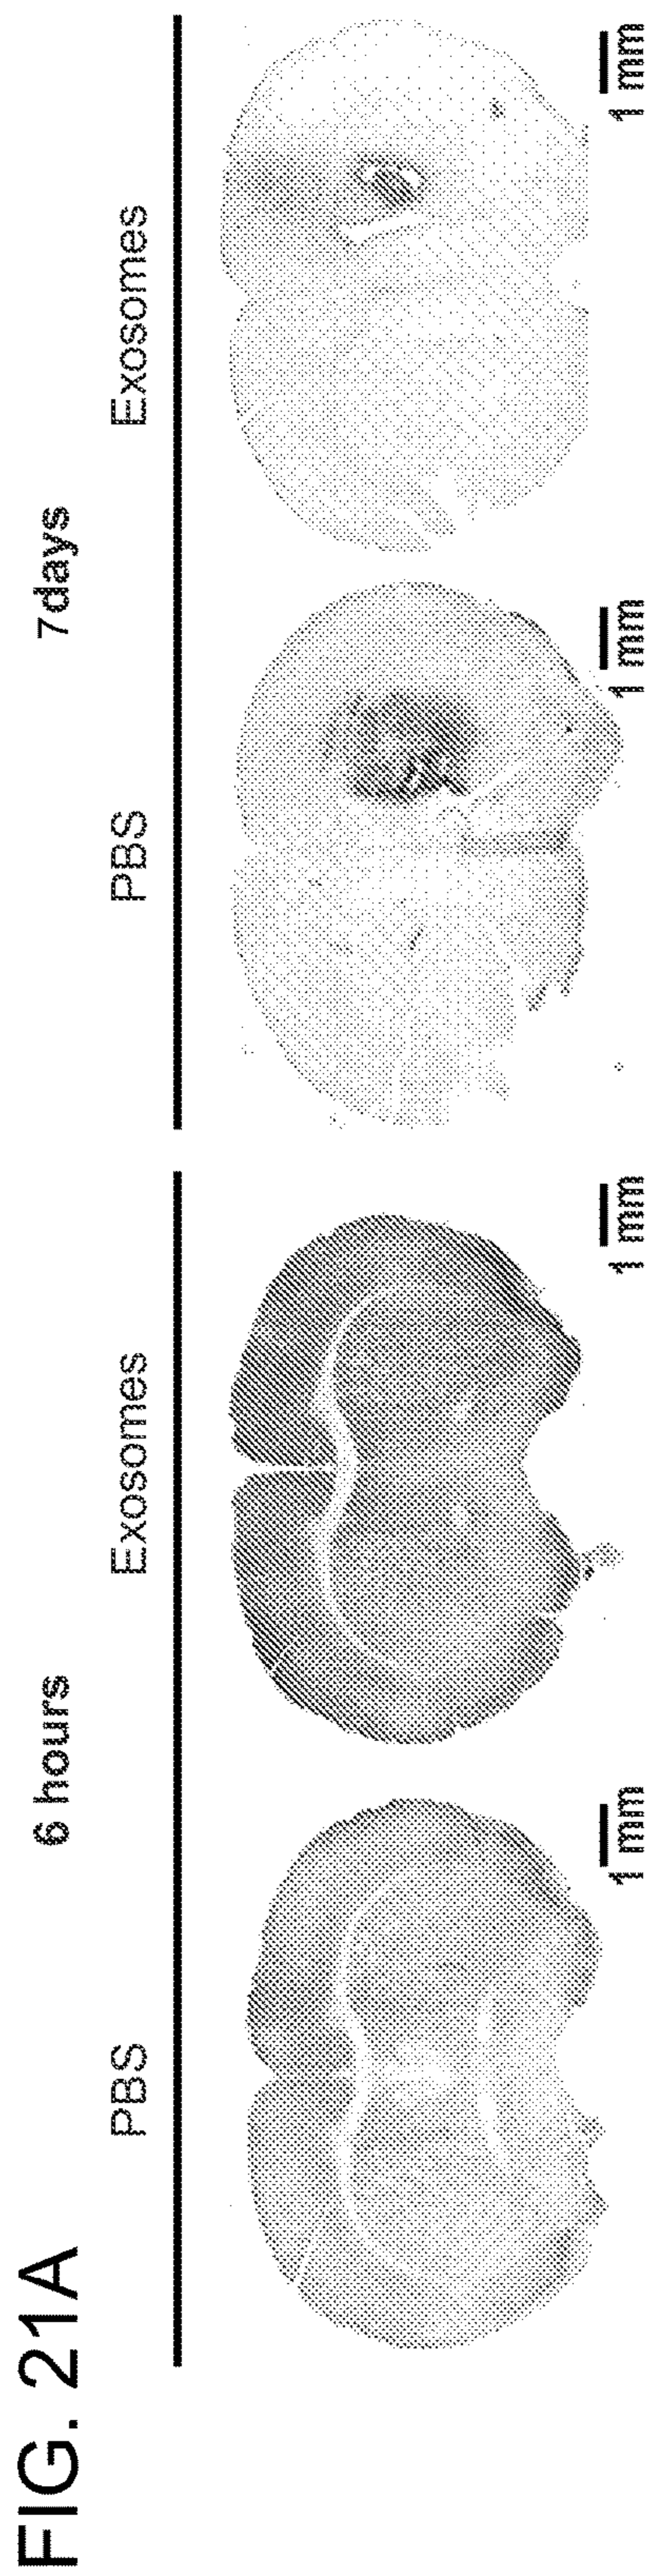 FIG. 21A
6 hours
7days
PBS
Exosomes
PBS
Exosomes
1 mm
1 mm
1 mm
1 mm